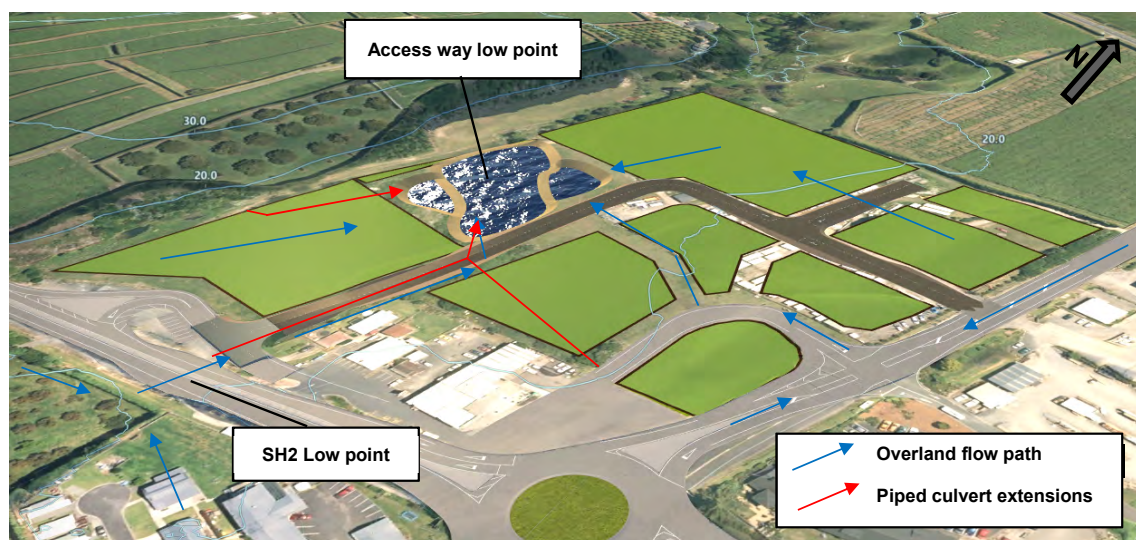 Access way low point
N
30.0
20.0
20.0
SH2 Low point
Overland flow path
Piped culvert extensions